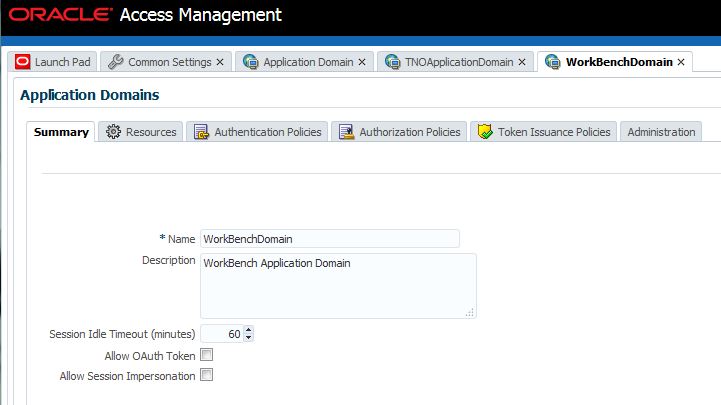 ORACLE® Access Management
Launch Pad Common Settings × Application Domain × TNOApplicationDomain × WorkBenchDomain ×
Application Domains
Summary Resources Authentication Policies Authorization Policies Token Issuance Policies Administration
* Name WorkBenchDomain
Description WorkBench Application Domain
Session Idle Timeout (minutes) 60
Allow OAuth Token
Allow Session Impersonation